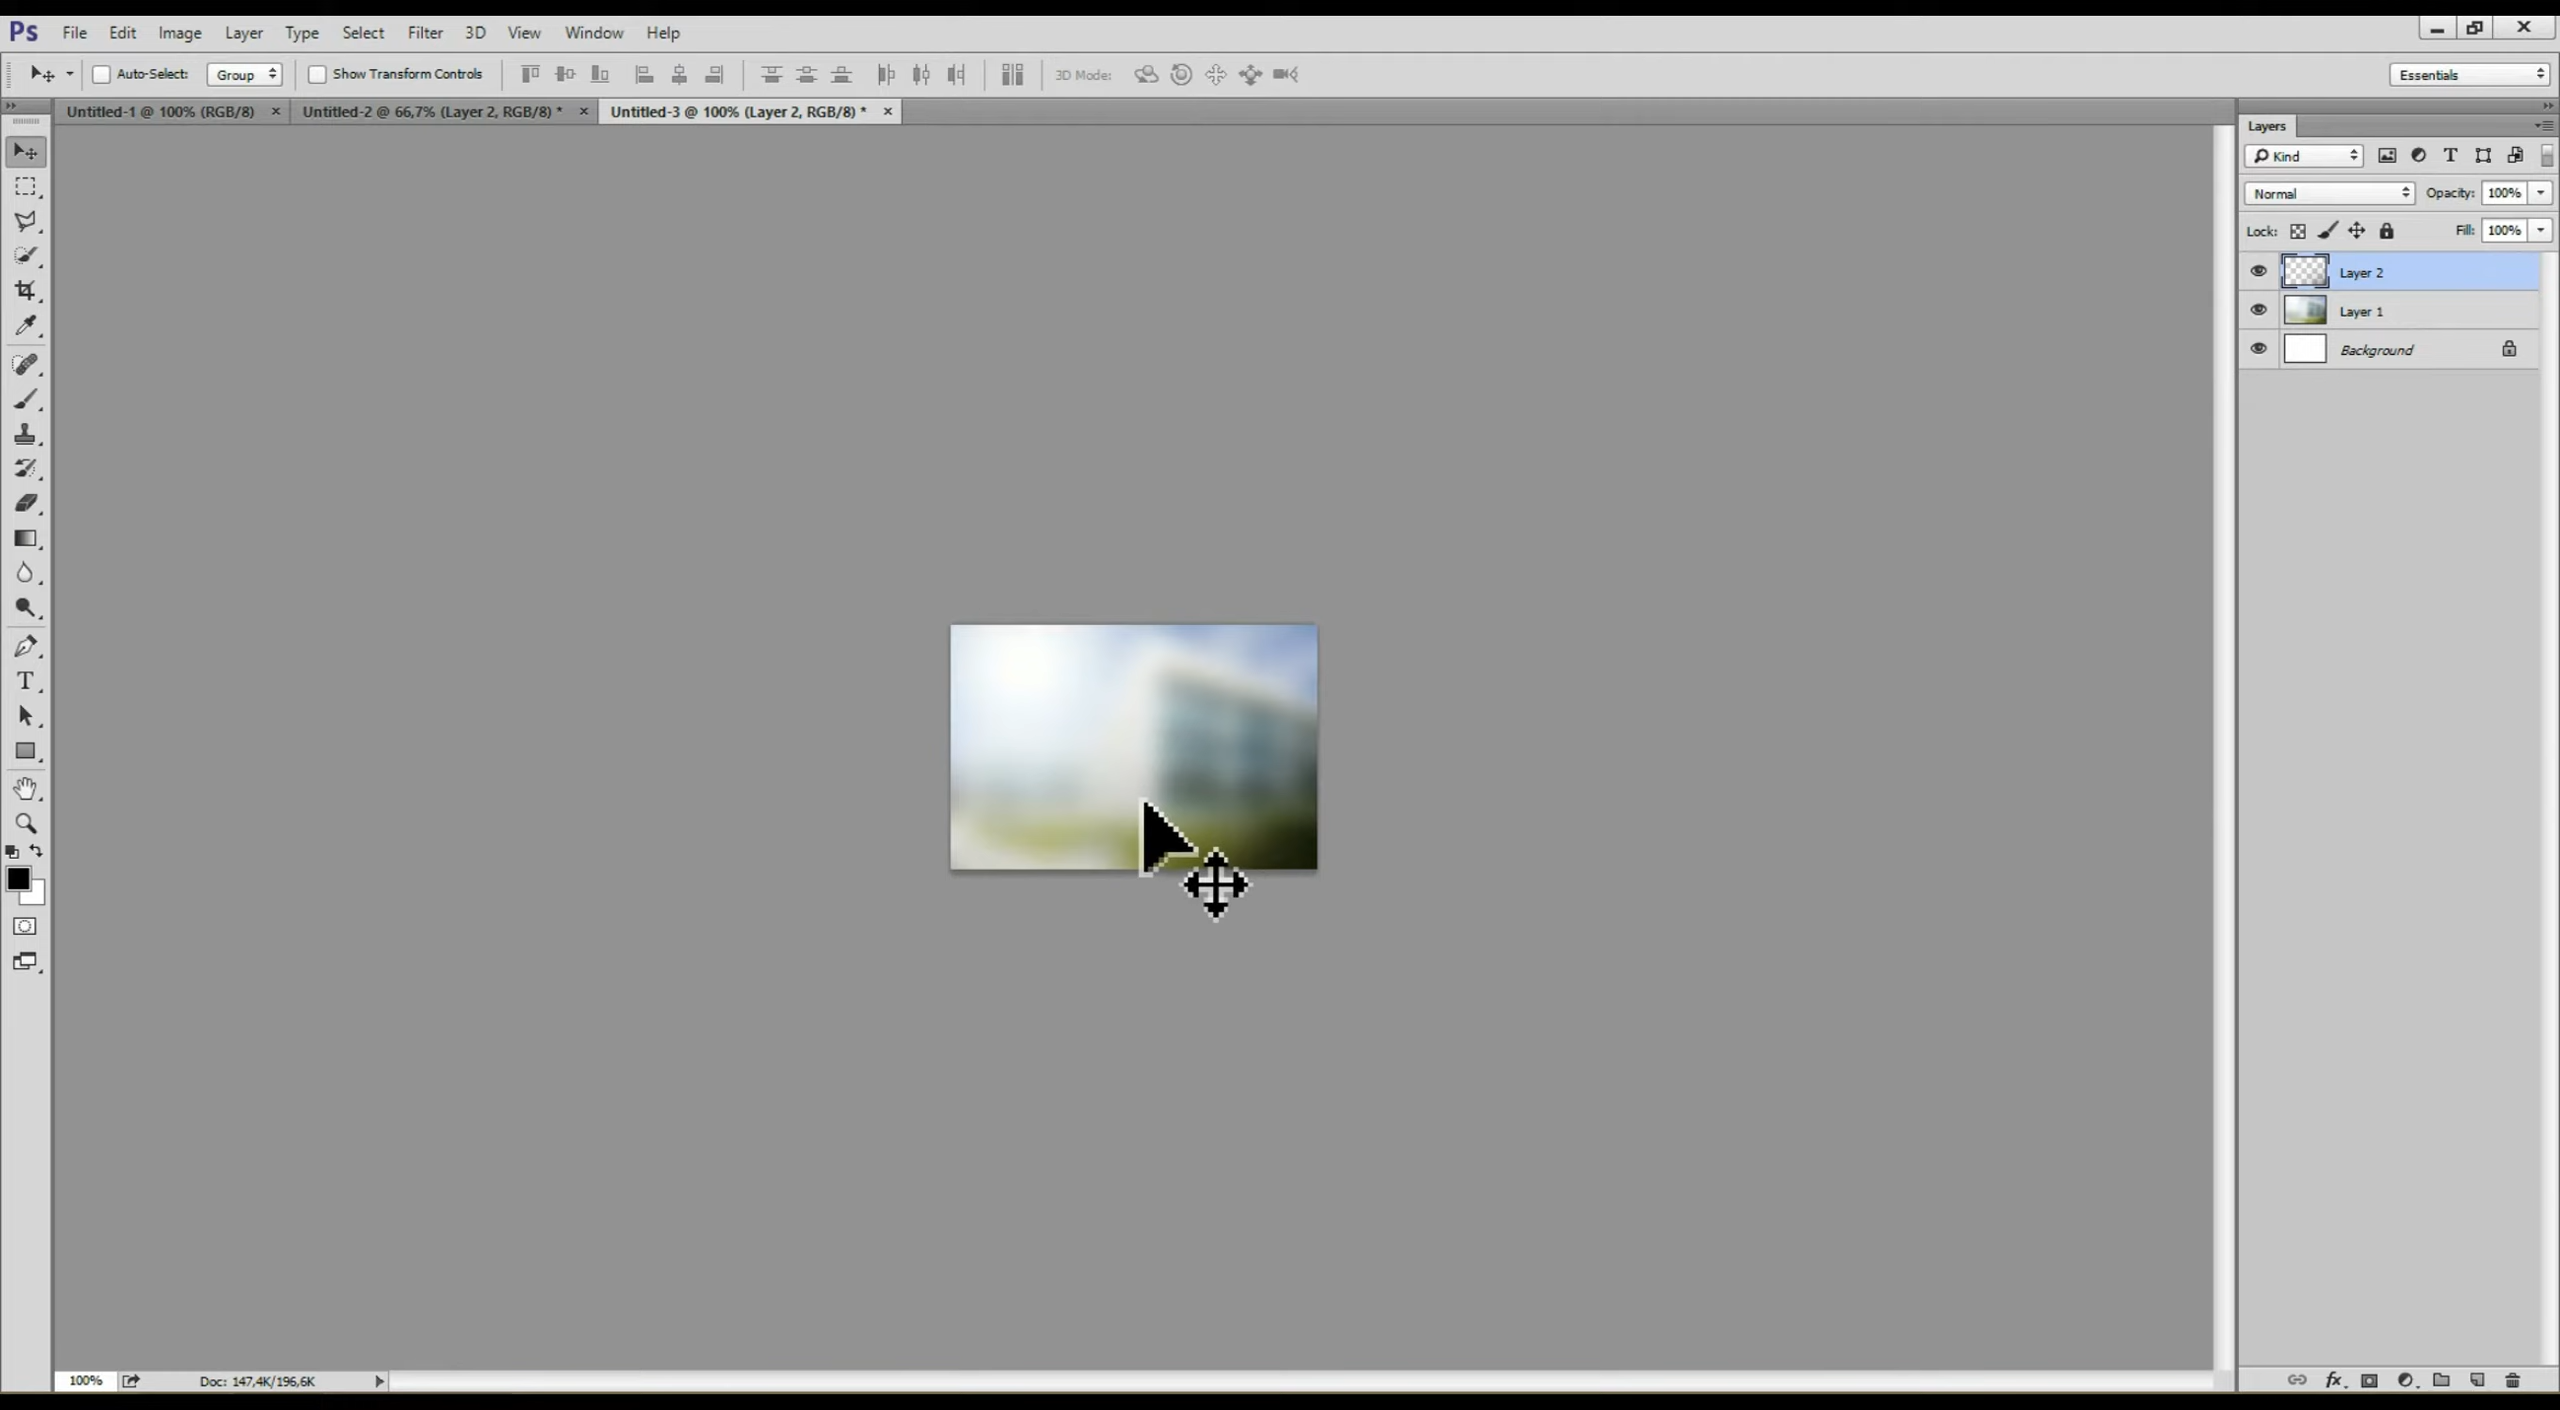 Ps File Edit Image Layer Type Select Filter 3D View Window Help
Auto-Select: Group Show Transform Controls 3D Mode: Essentials
Untitled-1 @ 100% (RGB/8) × Untitled-2 @ 66,7% (Layer 2, RGB/8) * × Untitled-3 @ 100% (Layer 2, RGB/8) * ×
Layers
Kind
Normal Opacity: 100%
Lock: Fill: 100%
Layer 2
Layer 1
Background
100% Doc: 147,4K/196,6K